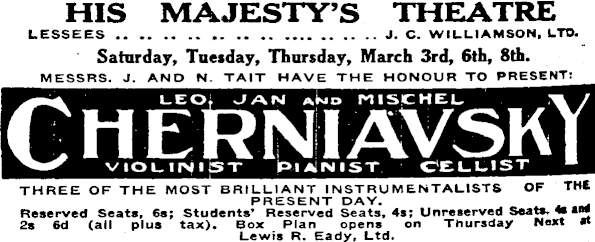 HIS MAJESTY'S THEATRE
LESSEES .. .. .. .. .. .. .. .... .. .. .. .. J. C. WILLIAMSON, LTD.
Saturday, Tuesday, Thursday, March 3rd, 6th, 8th.
MESSRS. J. AND N. TAIT HAVE THE HONOUR TO PRESENT:
LEO, JAN AND MISCHEL
CHERNIAVSKY
VIOLINIST PIANIST CELLIST
THREE OF THE MOST BRILLIANT INSTRUMENTALISTS OF THE
PRESENT DAY.
Reserved Seats, 6s; Students' Reserved Seats, 4s; Unreserved Seats. 4s and
2s 6d (all plus tax). Box Plan opens on Thursday Next at
Lewis R. Eady, Ltd.